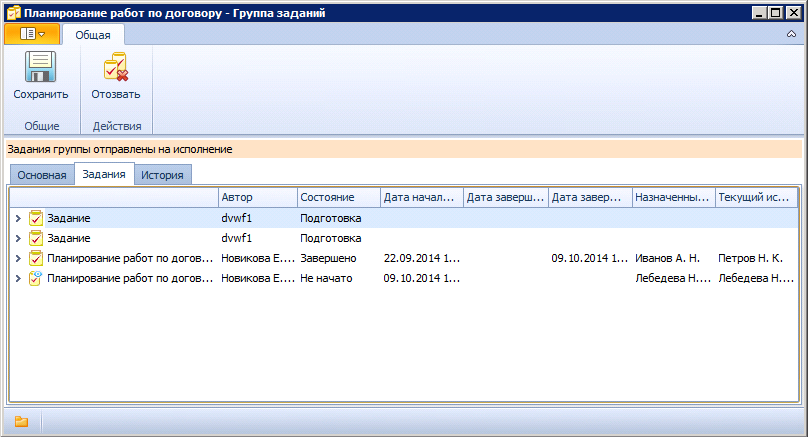 Планирование работ по договору - Группа заданий
Общая
Сохранить Отозвать
Общие Действия
Задания группы отправлены на исполнение
Основная Задания История
Автор Состояние Дата начал... Дата заверш... Дата завер... Назначенны... Текущий ис...
Задание dvwf1 Подготовка
Задание dvwf1 Подготовка
Планирование работ по догов... Новикова Е.... Завершено 22.09.2014 1... 09.10.2014 1... Иванов А. Н. Петров Н. К.
Планирование работ по догов... Новикова Е.... Не начато 09.10.2014 1... Лебедева Н.... Лебедева Н....